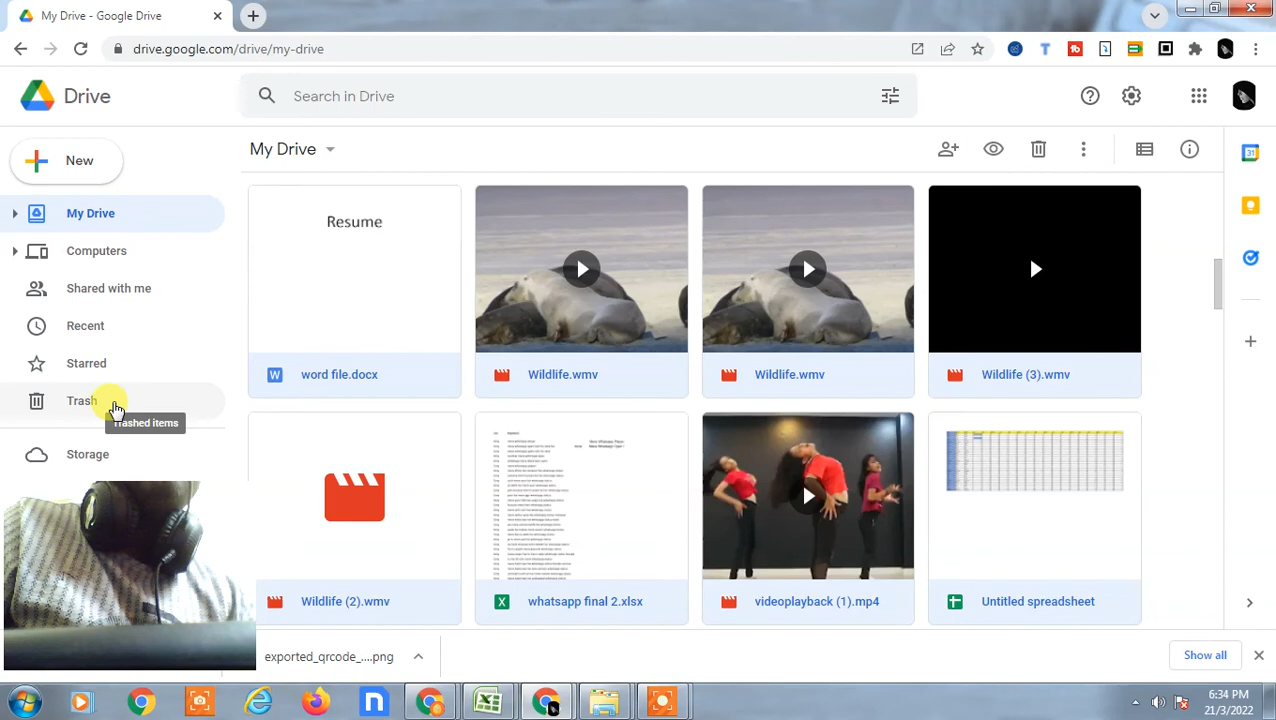 My Drive - Google Drive
drive.google.com/drive/my-drive
Drive
Search in Drive
New
My Drive
My Drive
Computers
Shared with me
Recent
Starred
Trash
Trashed items
Storage
Resume
word file.docx
Wildlife.wmv
Wildlife.wmv
Wildlife (3).wmv
Wildlife (2).wmv
whatsapp final 2.xlsx
videoplayback (1).mp4
Untitled spreadsheet
31
exported_qrcode_....png
Show all
6:34 PM
21/3/2022